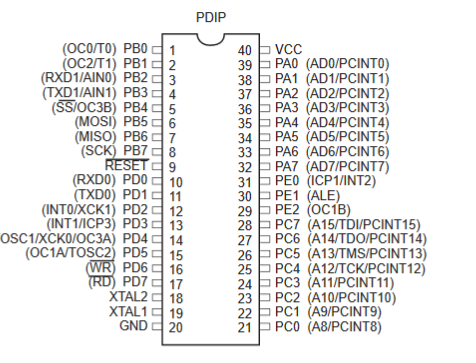 PDIP
(OC0/T0) PB0 1 40 VCC
(OC2/T1) PB1 2 39 PA0 (AD0/PCINT0)
(RXD1/AIN0) PB2 3 38 PA1 (AD1/PCINT1)
(TXD1/AIN1) PB3 4 37 PA2 (AD2/PCINT2)
(SS/OC3B) PB4 5 36 PA3 (AD3/PCINT3)
(MOSI) PB5 6 35 PA4 (AD4/PCINT4)
(MISO) PB6 7 34 PA5 (AD5/PCINT5)
(SCK) PB7 8 33 PA6 (AD6/PCINT6)
RESET 9 32 PA7 (AD7/PCINT7)
(RXD0) PD0 10 31 PE0 (ICP1/INT2)
(TXD0) PD1 11 30 PE1 (ALE)
(INT0/XCK1) PD2 12 29 PE2 (OC1B)
(INT1/ICP3) PD3 13 28 PC7 (A15/TDI/PCINT15)
TOSC1/XCK0/OC3A) PD4 14 27 PC6 (A14/TDO/PCINT14)
(OC1A/TOSC2) PD5 15 26 PC5 (A13/TMS/PCINT13)
(WR) PD6 16 25 PC4 (A12/TCK/PCINT12)
(RD) PD7 17 24 PC3 (A11/PCINT11)
XTAL2 18 23 PC2 (A10/PCINT10)
XTAL1 19 22 PC1 (A9/PCINT9)
GND 20 21 PC0 (A8/PCINT8)